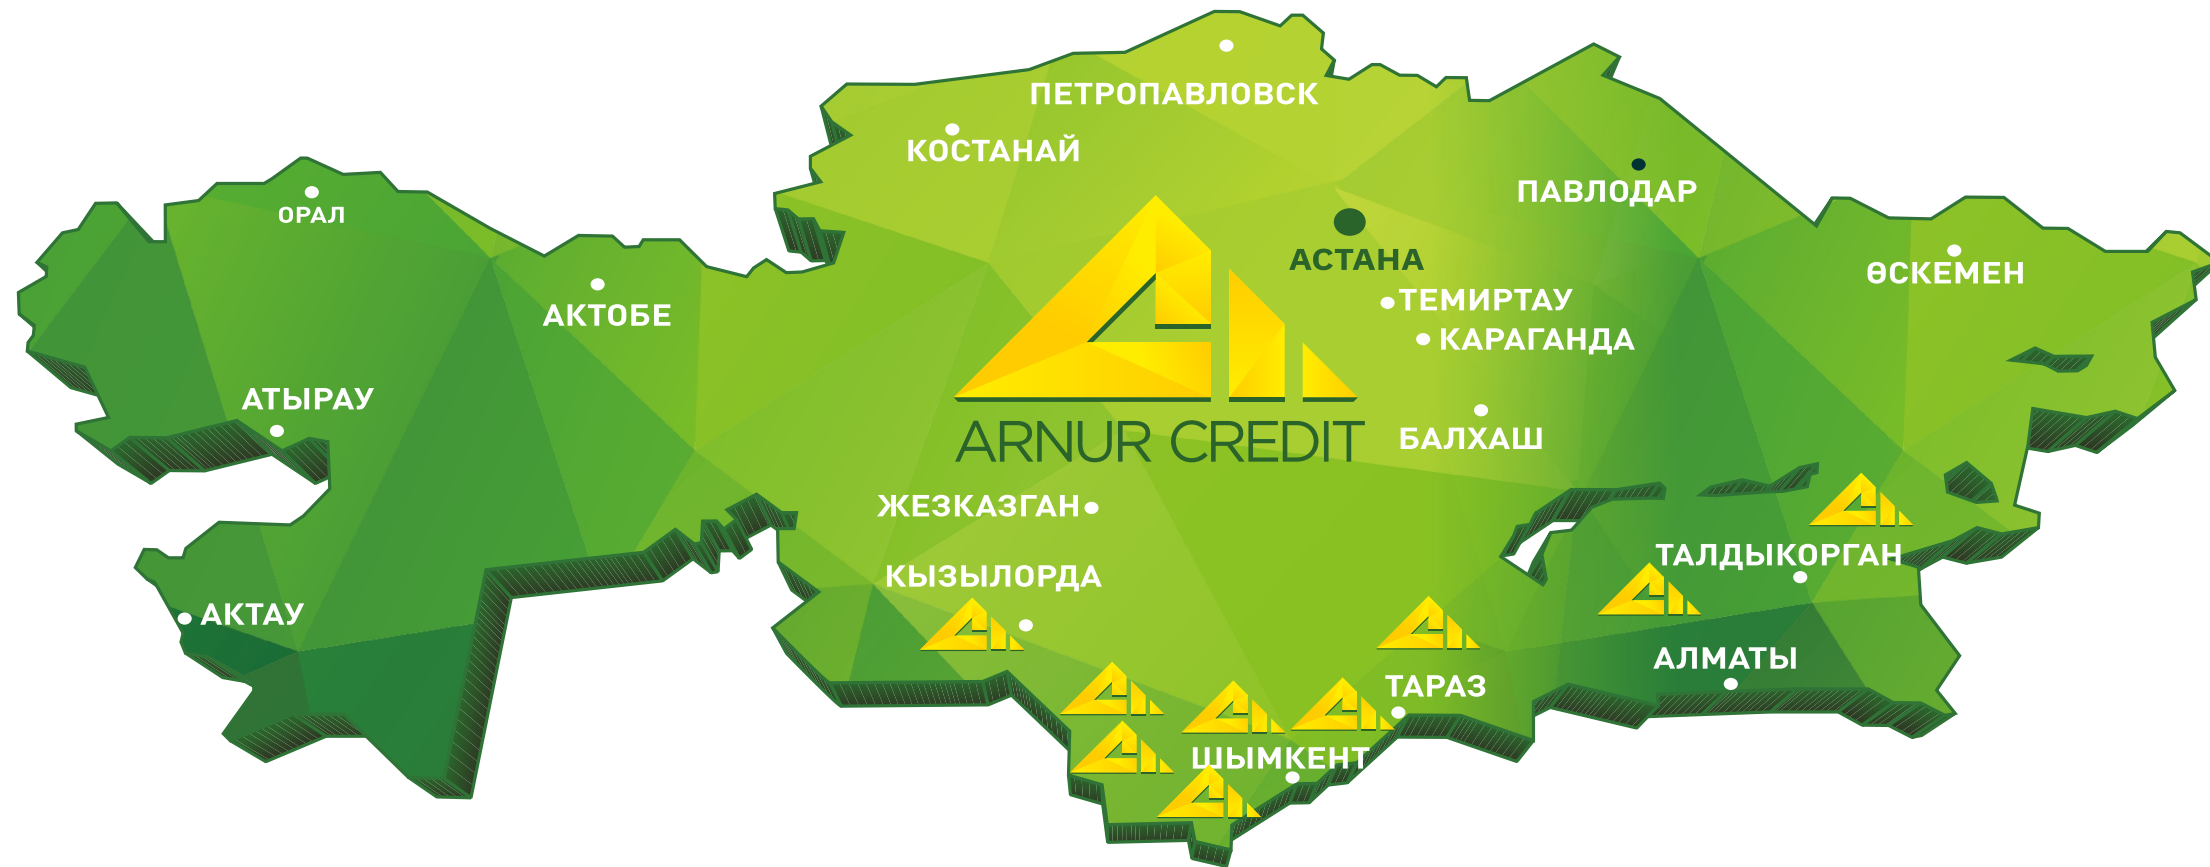 ПЕТРОПАВЛОВСК
КОСТАНАЙ
ПАВЛОДАР
ОРАЛ
АСТАНА
ӨСКЕМЕН
ТЕМИРТАУ
АКТОБЕ
КАРАГАНДА
АТЫРАУ
ARNUR CREDIT
БАЛХАШ
ЖЕЗКАЗГАН
ТАЛДЫКОРГАН
КЫЗЫЛОРДА
АКТАУ
АЛМАТЫ
ТАРАЗ
ШЫМКЕНТ